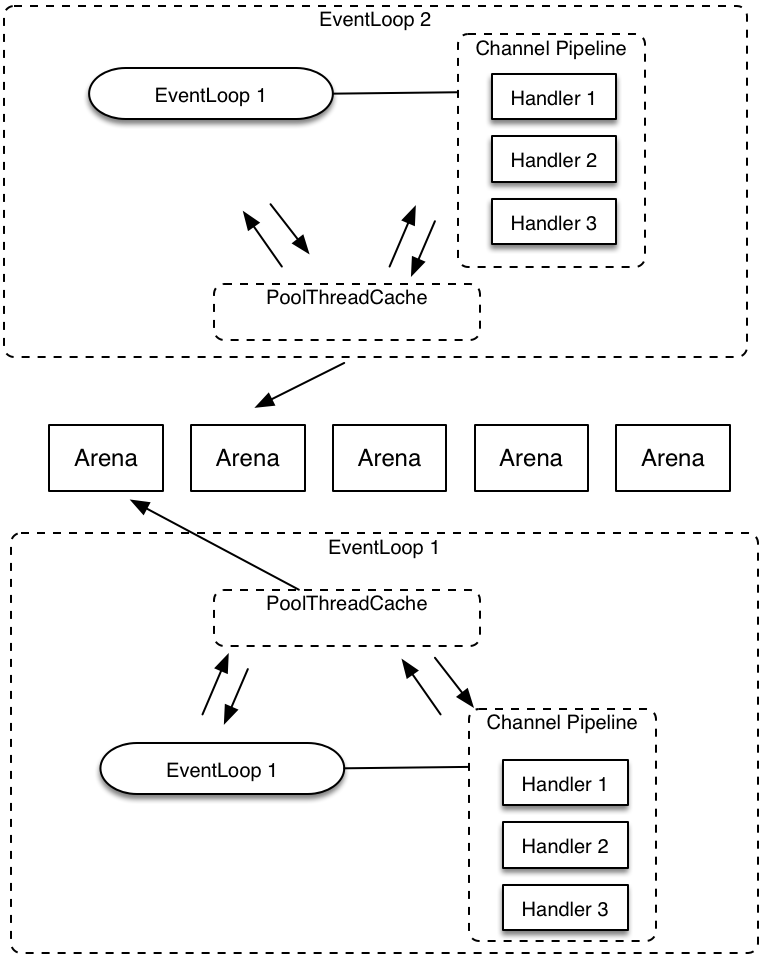 EventLoop 2
Channel Pipeline
EventLoop 1
Handler 1
Handler 2
Handler 3
PoolThreadCache
Arena
Arena
Arena
Arena
Arena
EventLoop 1
PoolThreadCache
Channel Pipeline
EventLoop 1
Handler 1
Handler 2
Handler 3